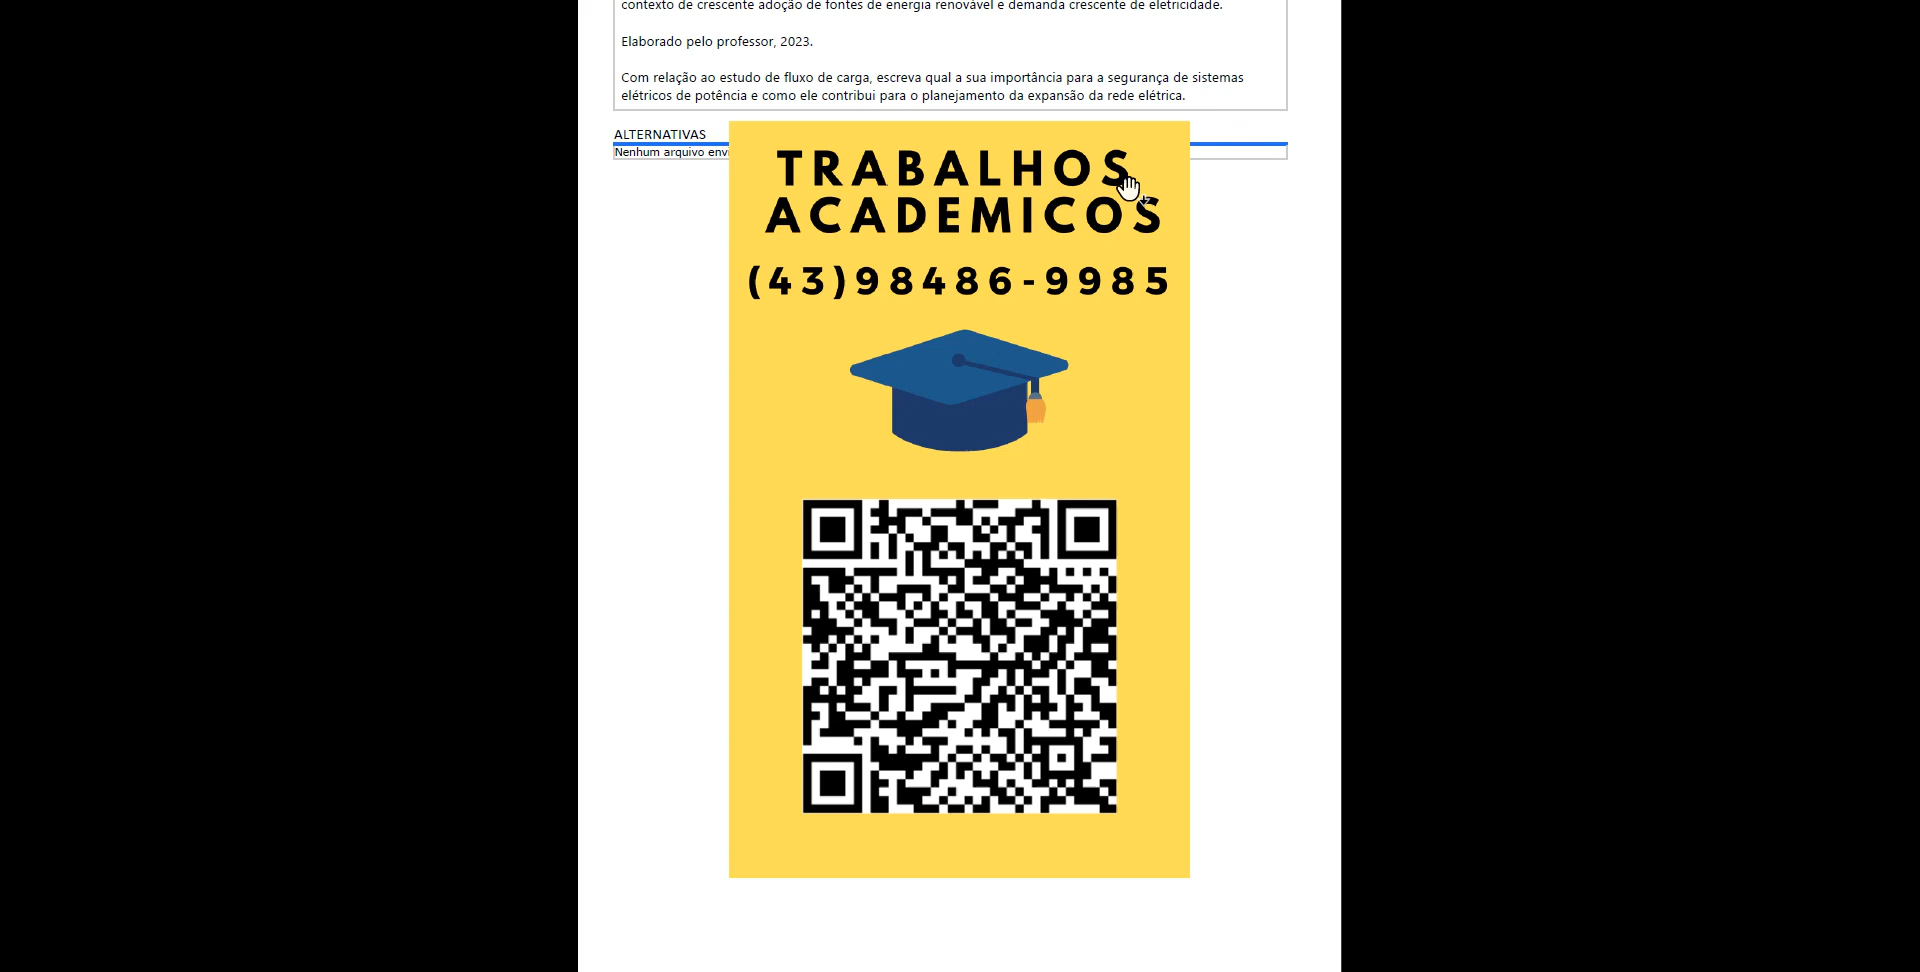 contexto de crescente adoção de fontes de energia renovável e demanda crescente de eletricidade.
Elaborado pelo professor, 2023.
Com relação ao estudo de fluxo de carga, escreva qual a sua importância para a segurança de sistemas
elétricos de potência e como ele contribui para o planejamento da expansão da rede elétrica.
ALTERNATIVAS
Nenhum arquivo env
TRABALHOS
ACADEMICOS
(43)98486-9985